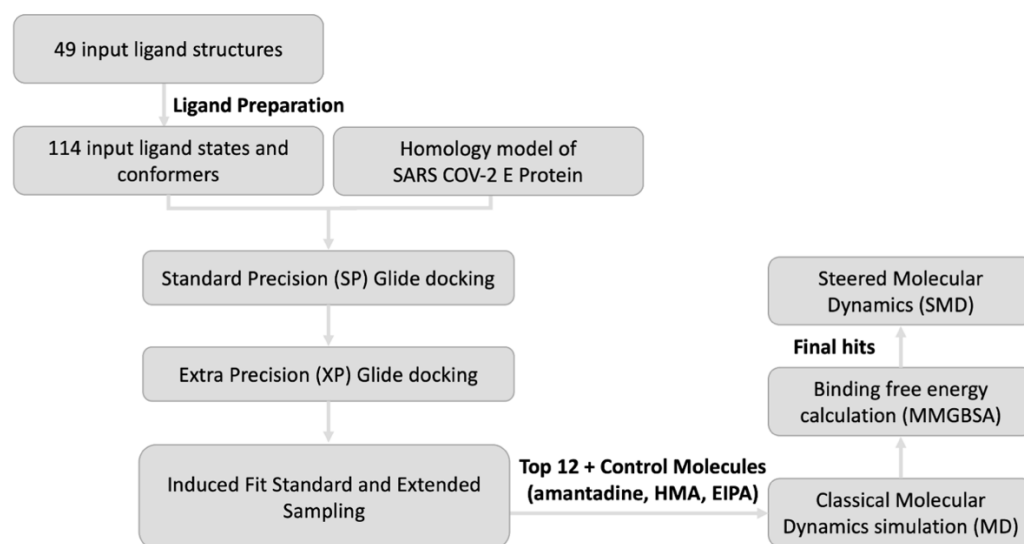 49 input ligand structures
Ligand Preparation
114 input ligand states and
conformers
Homology model of
SARS COV-2 E Protein
Standard Precision (SP) Glide docking
Extra Precision (XP) Glide docking
Induced Fit Standard and Extended
Sampling
Top 12 + Control Molecules
(amantadine, HMA, EIPA)
Classical Molecular
Dynamics simulation (MD)
Binding free energy
calculation (MMGBSA)
Final hits
Steered Molecular
Dynamics (SMD)